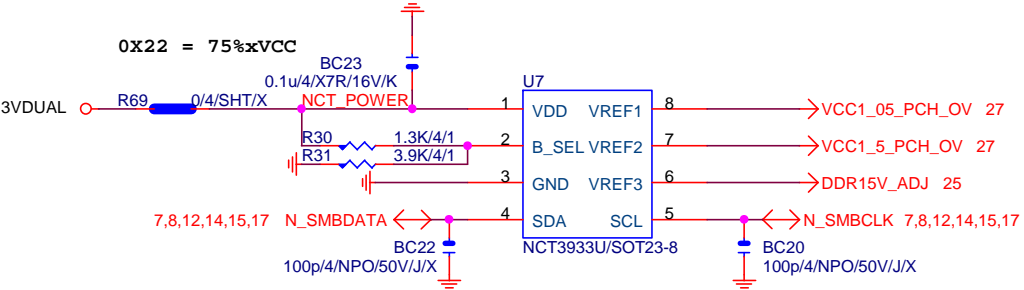 0X22 = 75%xVCC
BC23
0.1u/4/X7R/16V/K
U7
3VDUAL
R69
0/4/SHT/X
NCT_POWER
1
VDD
VREF1
8
VCC1_05_PCH_OV 27
R30
1.3K/4/1
2
B_SEL
VREF2
7
VCC1_5_PCH_OV 27
R31
3.9K/4/1
3
GND
VREF3
6
DDR15V_ADJ 25
7,8,12,14,15,17 N_SMBDATA
4
SDA
SCL
5
N_SMBCLK 7,8,12,14,15,17
BC22
100p/4/NPO/50V/J/X
NCT3933U/SOT23-8
BC20
100p/4/NPO/50V/J/X